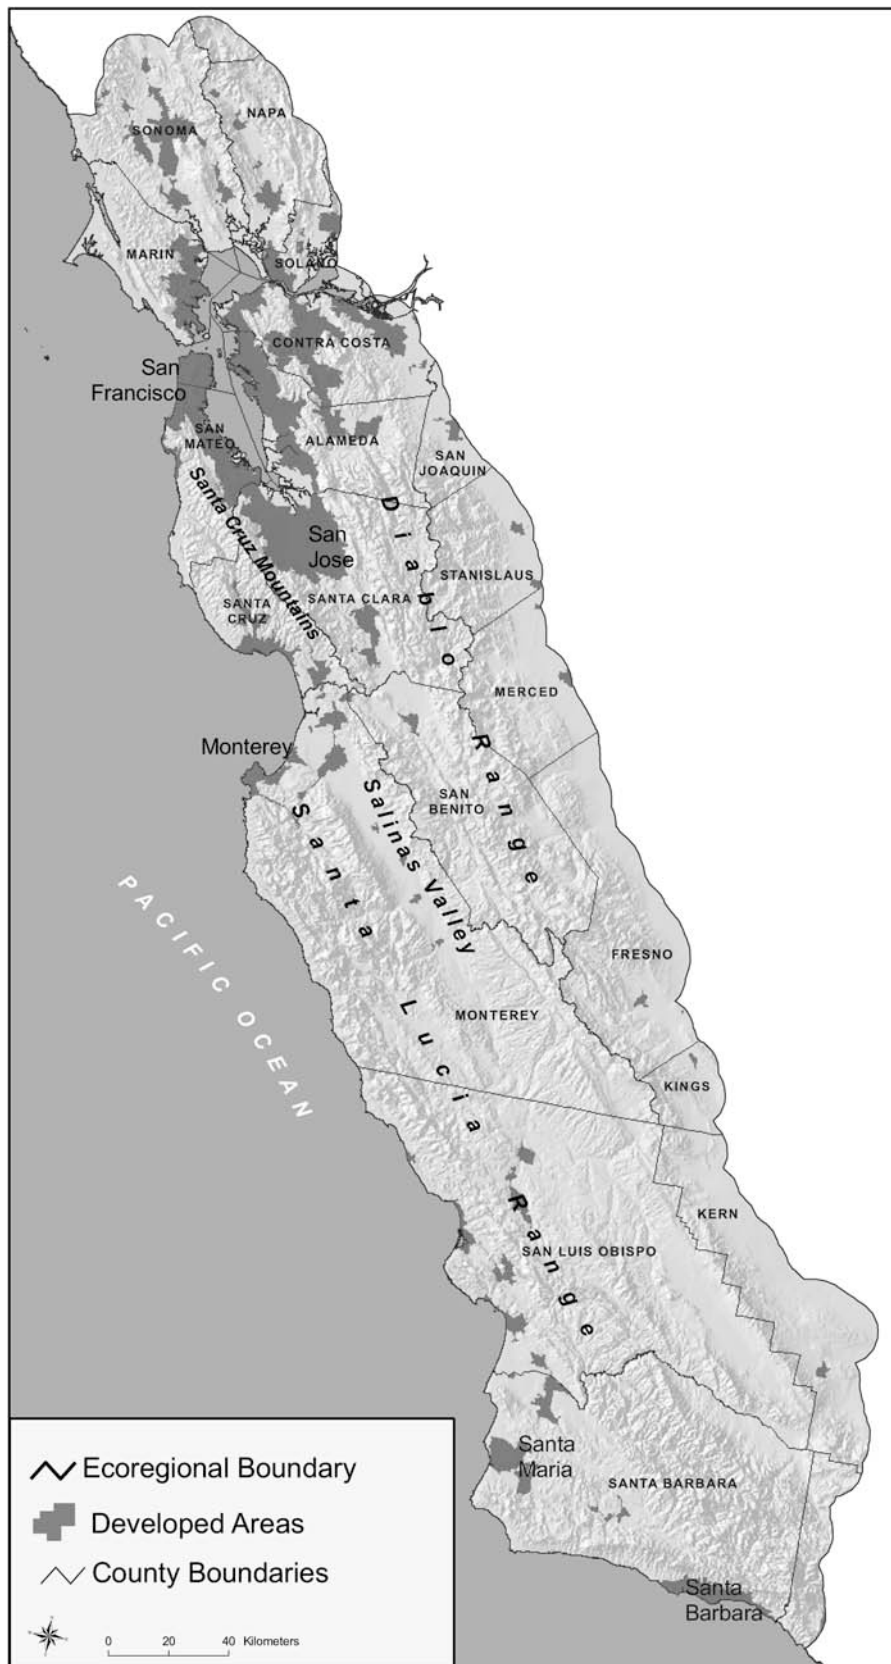 NAPA
SONOMA
MARIN
SOLANO
CONTRA COSTA
San
Francisco
SAN
MATEO
ALAMEDA
SAN
JOAQUIN
Santa Cruz Mountains
San
Jose
Diablo
Range
STANISLAUS
SANTA CLARA
SANTA
CRUZ
MERCED
Monterey
Salinas Valley
SAN
BENITO
Santa
Lucia
Range
PACIFIC OCEAN
FRESNO
MONTEREY
KINGS
KERN
SAN LUIS OBISPO
Santa
Maria
SANTA BARBARA
Santa
Barbara
Ecoregional Boundary
Developed Areas
County Boundaries
0 20 40 Kilometers